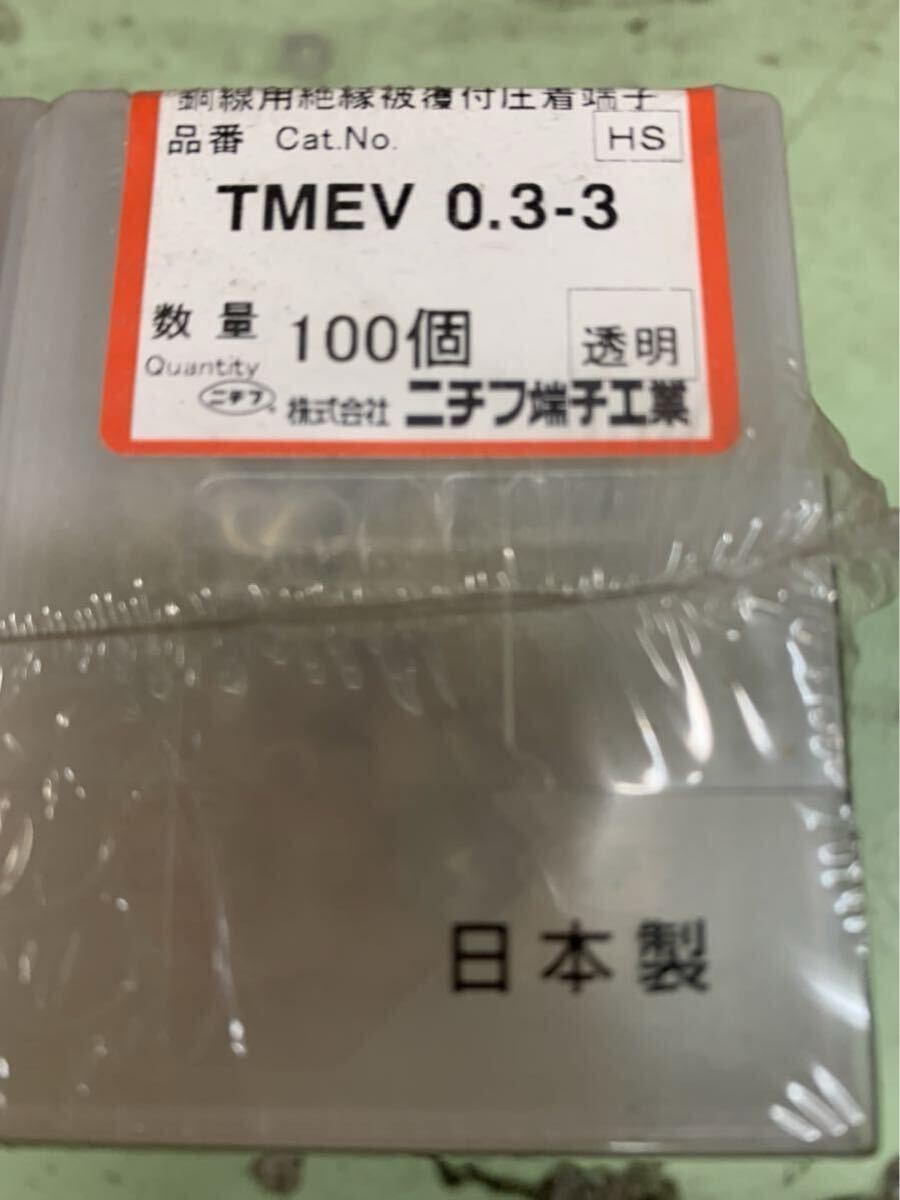 銅線用絶縁被覆付圧着端子
品番 Cat.No. HS
TMEV 0.3-3
数量 100個 透明
Quantity
ニチフ 株式会社 ニチフ端子工業
日本製